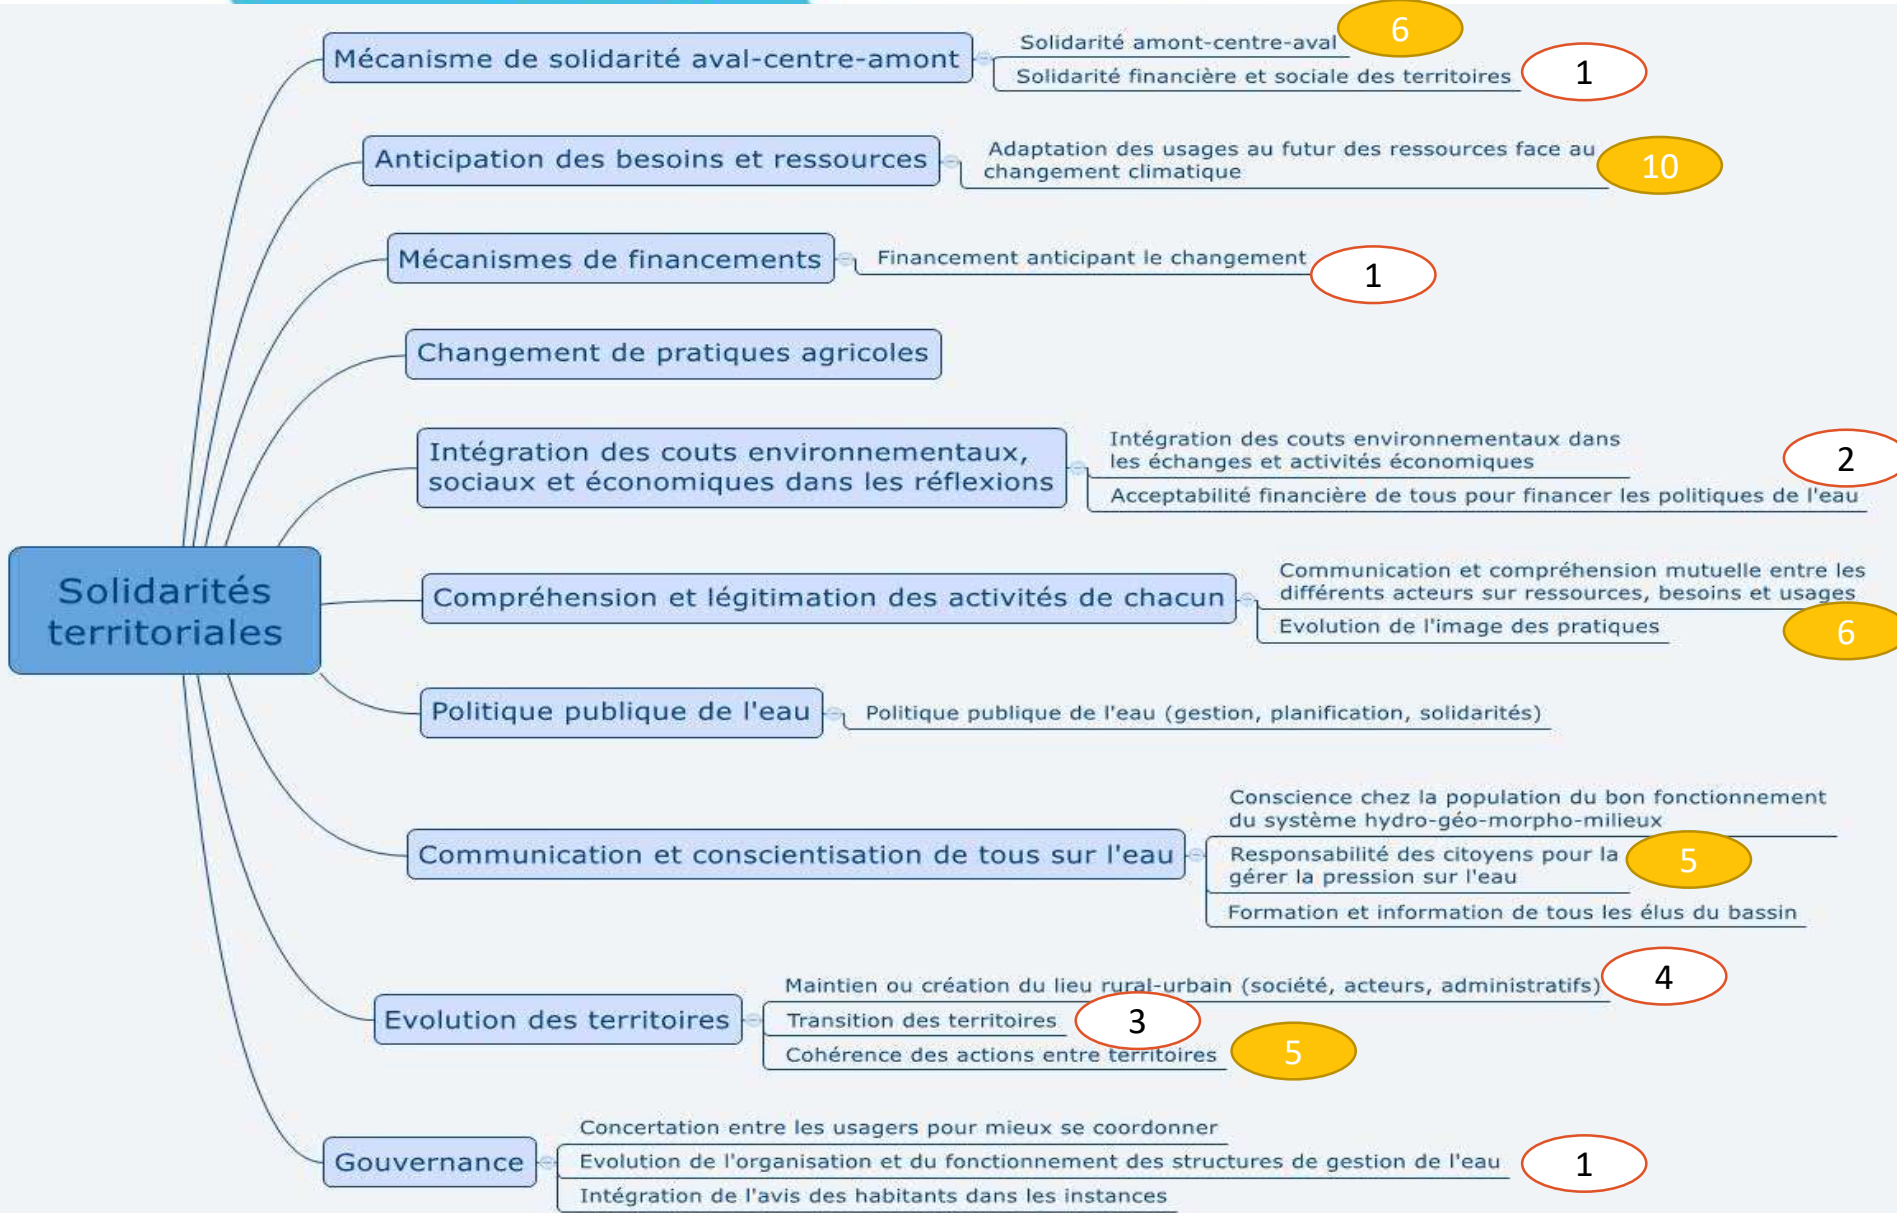 Mécanisme de solidarité aval-centre-amont
Solidarité amont-centre-aval
6
Solidarité financière et sociale des territoires
1
Anticipation des besoins et ressources
Adaptation des usages au futur des ressources face au
changement climatique
10
Mécanismes de financements
Financement anticipant le changement
1
Changement de pratiques agricoles
Intégration des couts environnementaux,
sociaux et économiques dans les réflexions
Intégration des couts environnementaux dans
les échanges et activités économiques
2
Acceptabilité financière de tous pour financer les politiques de l'eau
Solidarités
territoriales
Compréhension et légitimation des activités de chacun
Communication et compréhension mutuelle entre les
différents acteurs sur ressources, besoins et usages
Evolution de l'image des pratiques
6
Politique publique de l'eau
Politique publique de l'eau (gestion, planification, solidarités)
Communication et conscientisation de tous sur l'eau
Conscience chez la population du bon fonctionnement
du système hydro-géo-morpho-milieux
Responsabilité des citoyens pour la
gérer la pression sur l'eau
5
Formation et information de tous les élus du bassin
Evolution des territoires
Maintien ou création du lieu rural-urbain (société, acteurs, administratifs)
4
Transition des territoires
3
Cohérence des actions entre territoires
5
Gouvernance
Concertation entre les usagers pour mieux se coordonner
Evolution de l'organisation et du fonctionnement des structures de gestion de l'eau
1
Intégration de l'avis des habitants dans les instances